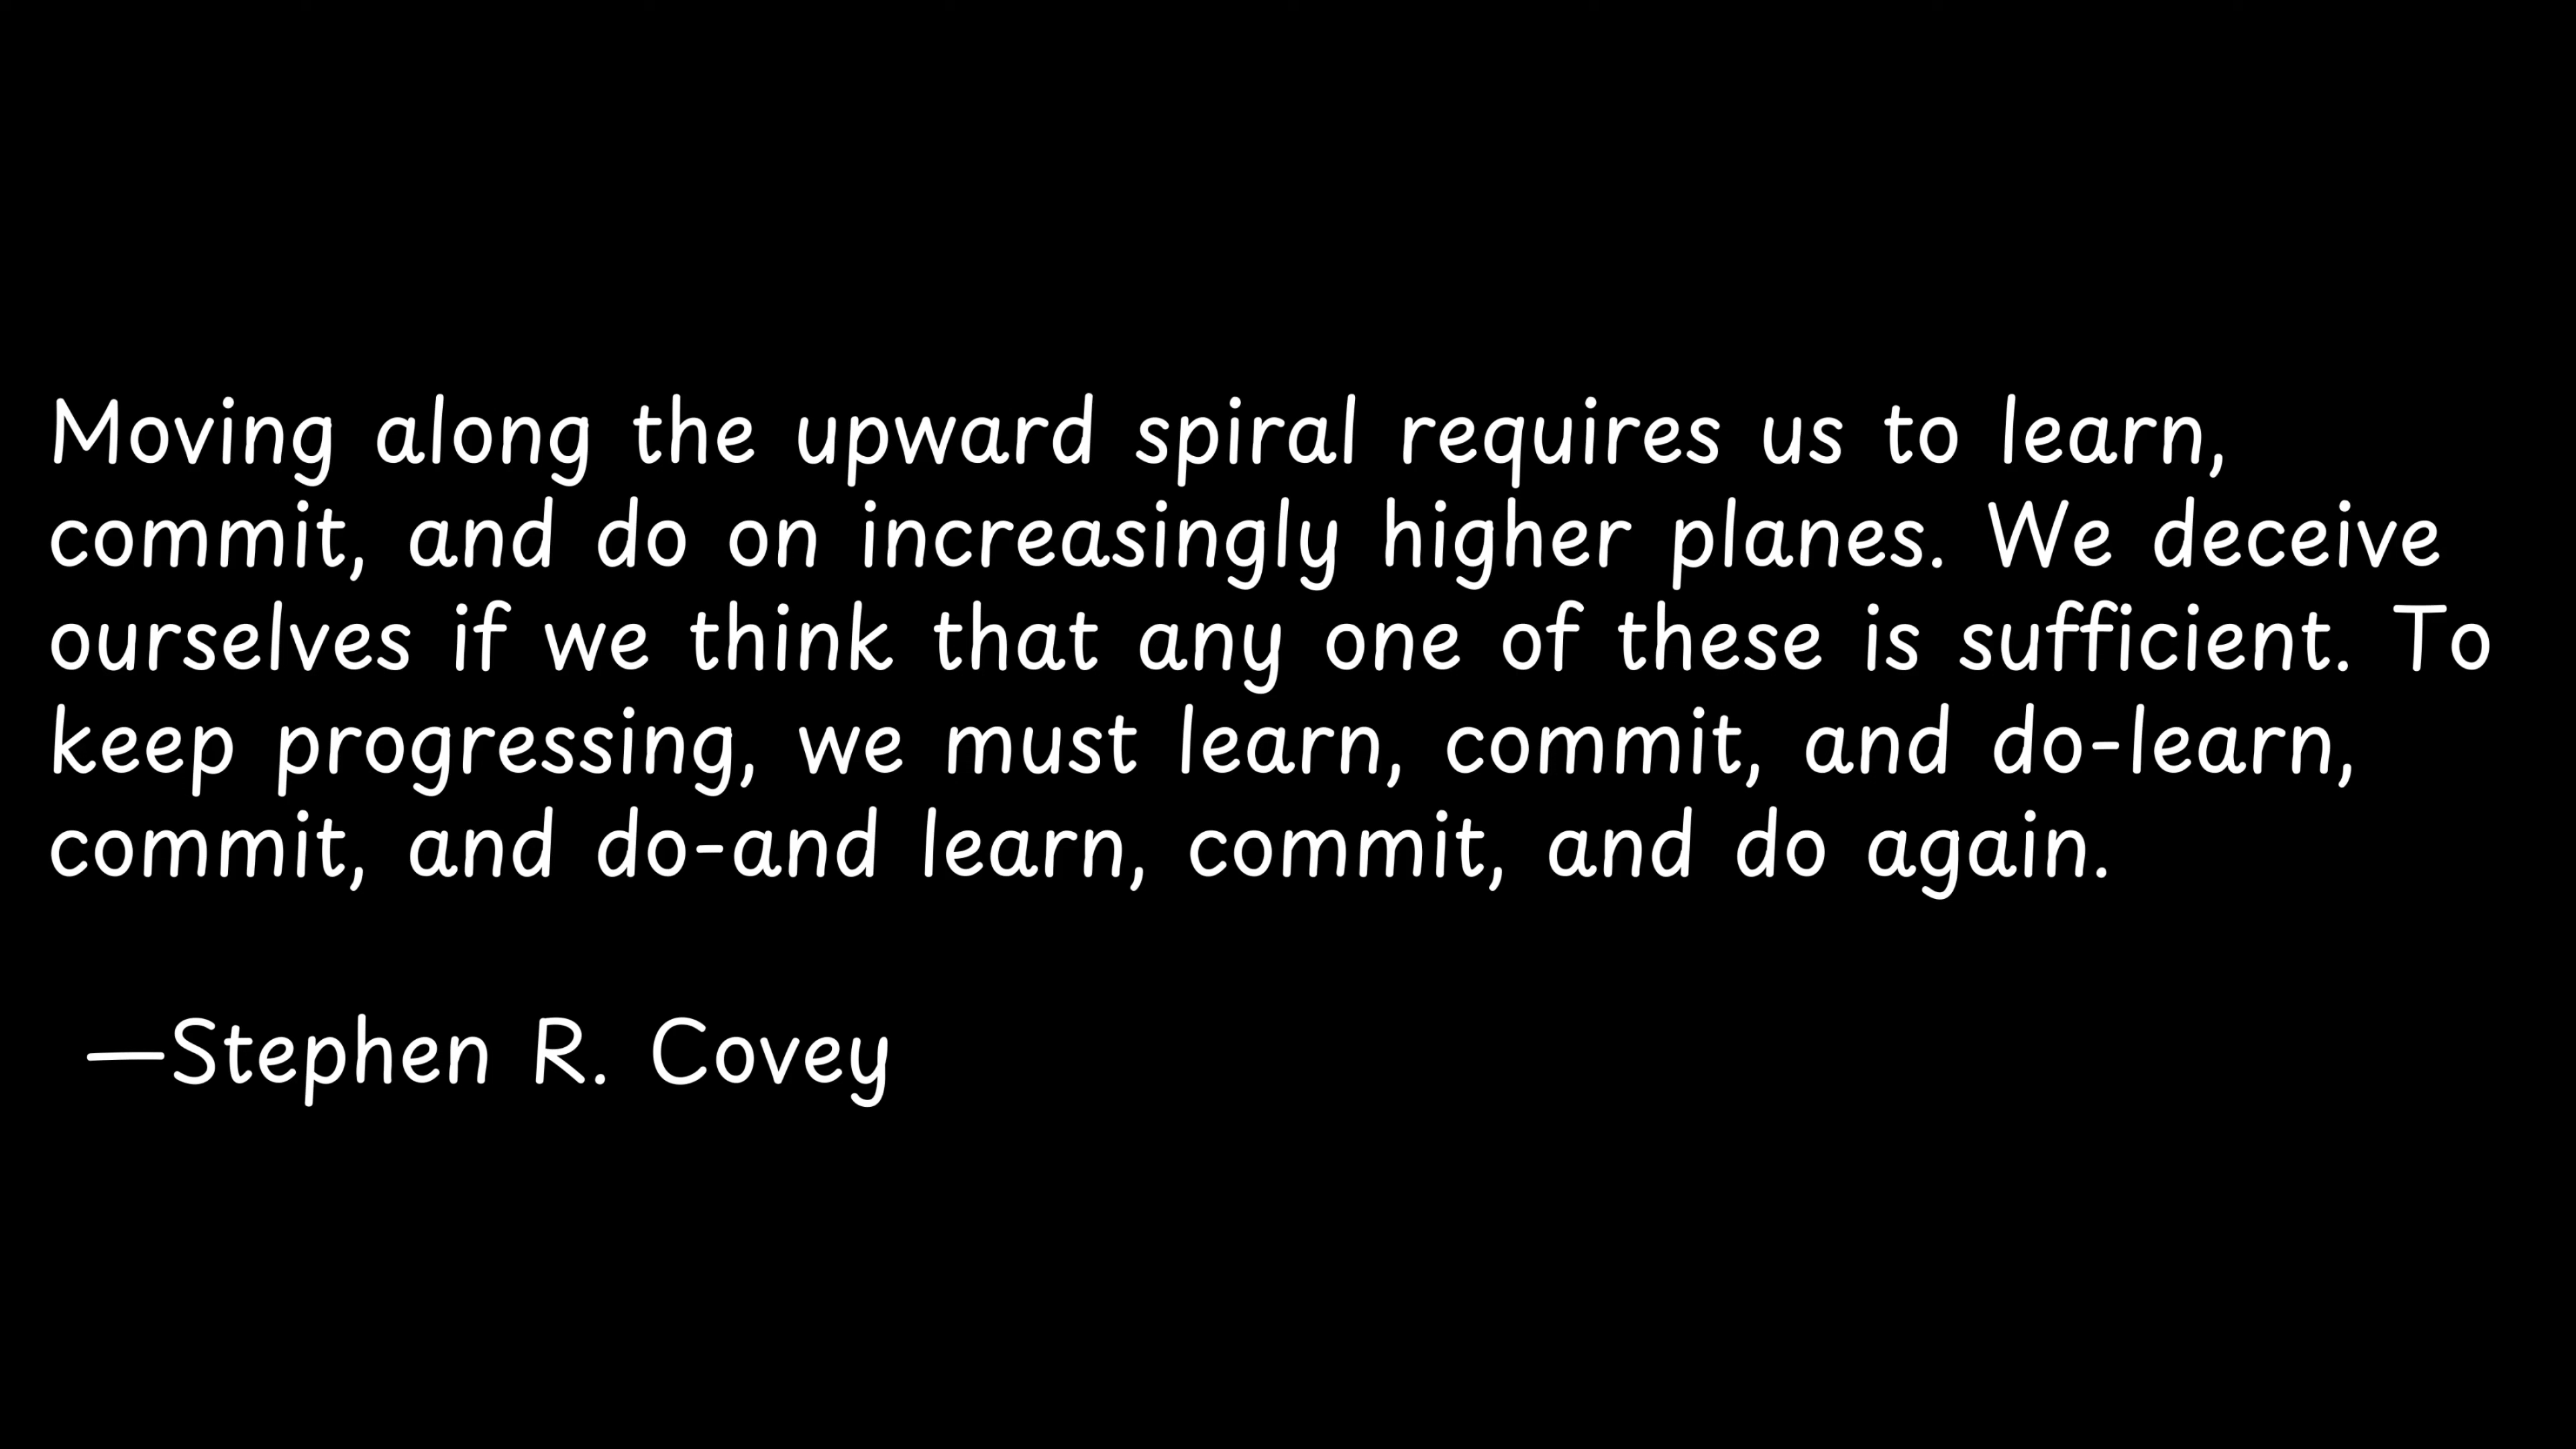 Moving along the upward spiral requires us to learn,
commit, and do on increasingly higher planes. We deceive
ourselves if we think that any one of these is sufficient. To
keep progressing, we must learn, commit, and do-learn,
commit, and do-and learn, commit, and do again.
—Stephen R. Covey